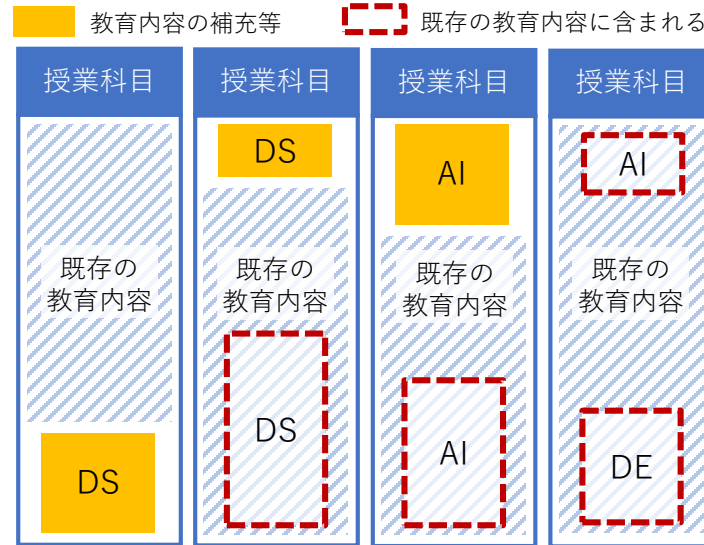 教育内容の補充等
既存の教育内容に含まれる
授業科目
既存の
教育内容
DS
授業科目
DS
既存の
教育内容
DS
授業科目
AI
既存の
教育内容
AI
授業科目
AI
既存の
教育内容
DE